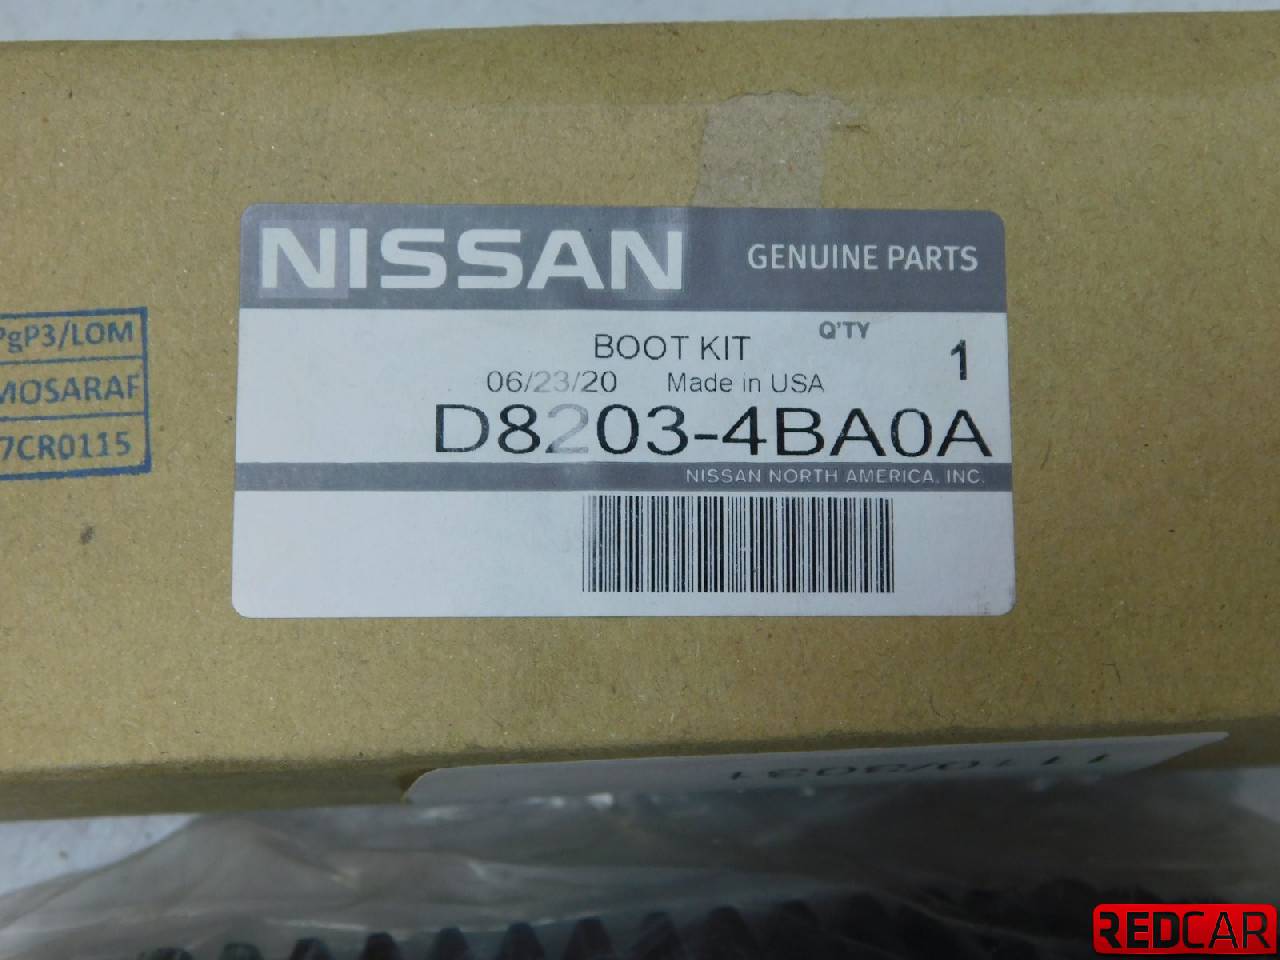 NISSAN GENUINE PARTS
Q'TY
BOOT KIT 1
06/23/20 Made in USA
D8203-4BA0A
NISSAN NORTH AMERICA, INC.
PgP3/LOM
MOSARAF
7CR0115
REDCAR